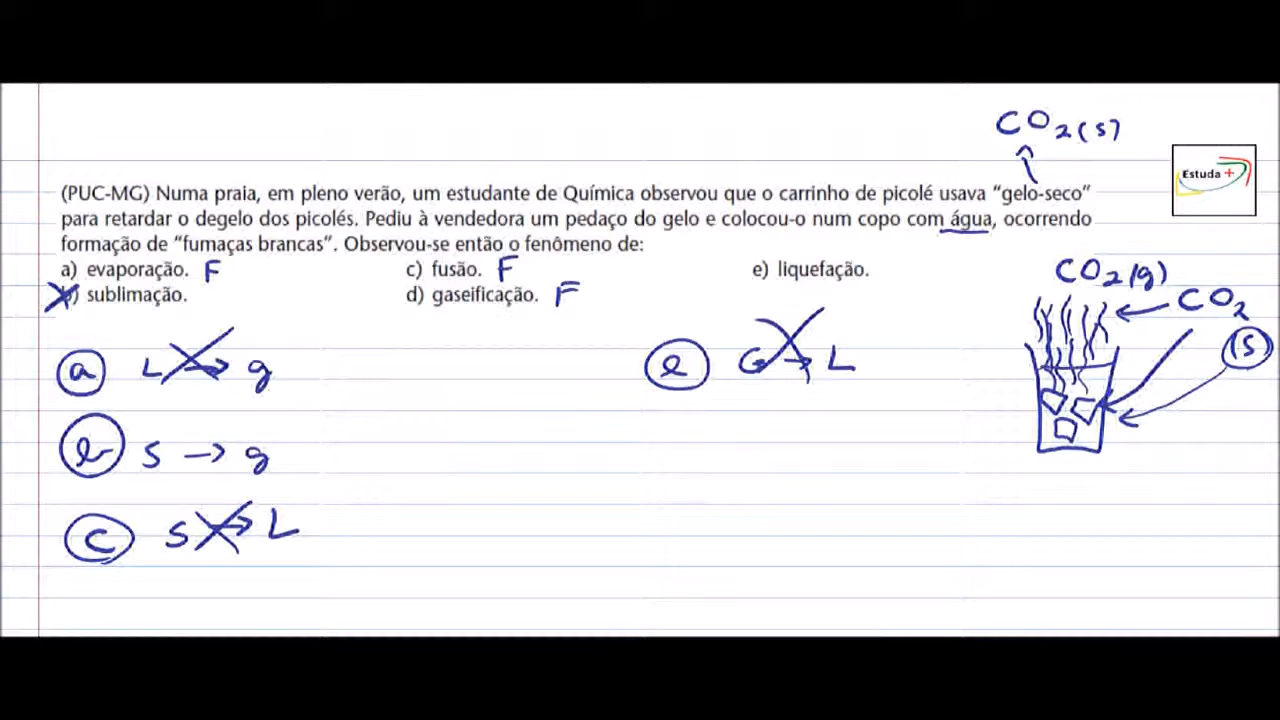 CO₂(s)
Estuda +
(PUC-MG) Numa praia, em pleno verão, um estudante de Química observou que o carrinho de picolé usava “gelo-seco”
para retardar o degelo dos picolés. Pediu à vendedora um pedaço do gelo e colocou-o num copo com água, ocorrendo
formação de “fumaças brancas”. Observou-se então o fenômeno de:
a) evaporação. F c) fusão. F e) liquefação.
b) sublimação. d) gaseificação. F
CO₂(g)
CO₂
(s)
a L → g
e G → L
b S → g
c S → L